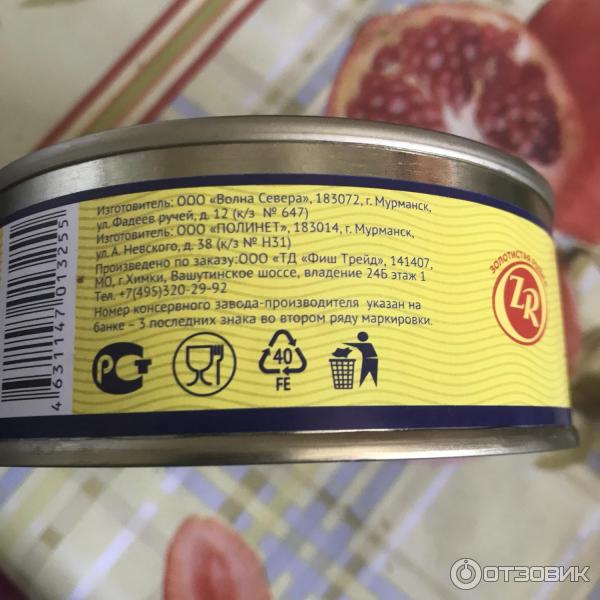 Изготовитель: ООО «Волна Севера», 183072, г. Мурманск,
ул. Фадеев ручей, д. 12 (к/з № 647)
Изготовитель: ООО «ПОЛИНЕТ», 183014, г. Мурманск,
ул. А. Невского, д. 38 (к/з № Н31)
Произведено по заказу:ООО «ТД «Фиш Трейд», 141407,
МО, г.Химки, Вашутинское шоссе, владение 24Б этаж 1
Тел. +7(495)320-29-92
Номер консервного завода-производителя указан на
банке – 3 последних знака во втором ряду маркировки.
4631147013255
РСТ
40
FE
ЗОЛОТИСТАЯ
ZR
ОТЗОВИК